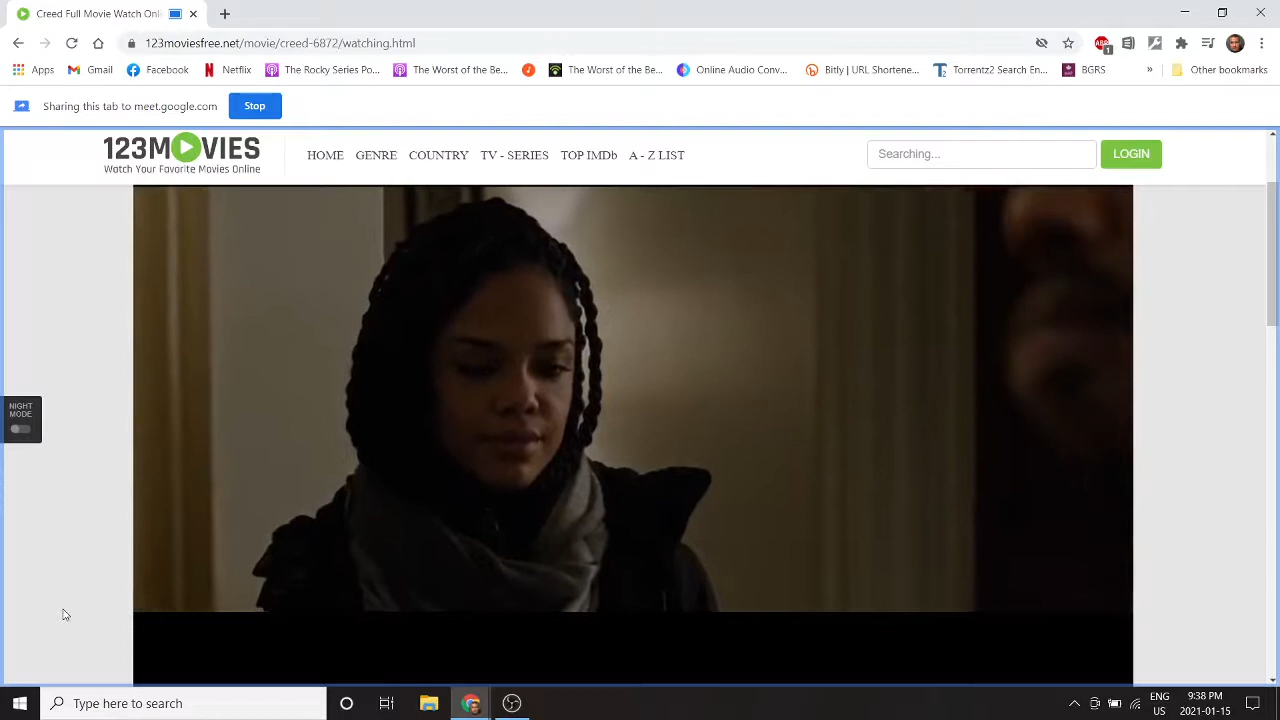 Creed Full Movie Watch Onli
123moviesfree.net/movie/creed-6872/watching.html
Apps Gmail Facebook Netflix The Rocky Series Po... The Worst of the Be... The Worst of the Be... Online Audio Conv... Bitly | URL Shortene... Torrentz2 Search En... BGRS » Other bookmarks
Sharing this tab to meet.google.com Stop
123MOVIES
Watch Your Favorite Movies Online
HOME GENRE COUNTRY TV - SERIES TOP IMDb A - Z LIST Searching... LOGIN
NIGHT
MODE
Type here to search
ENG
US
9:38 PM
2021-01-15